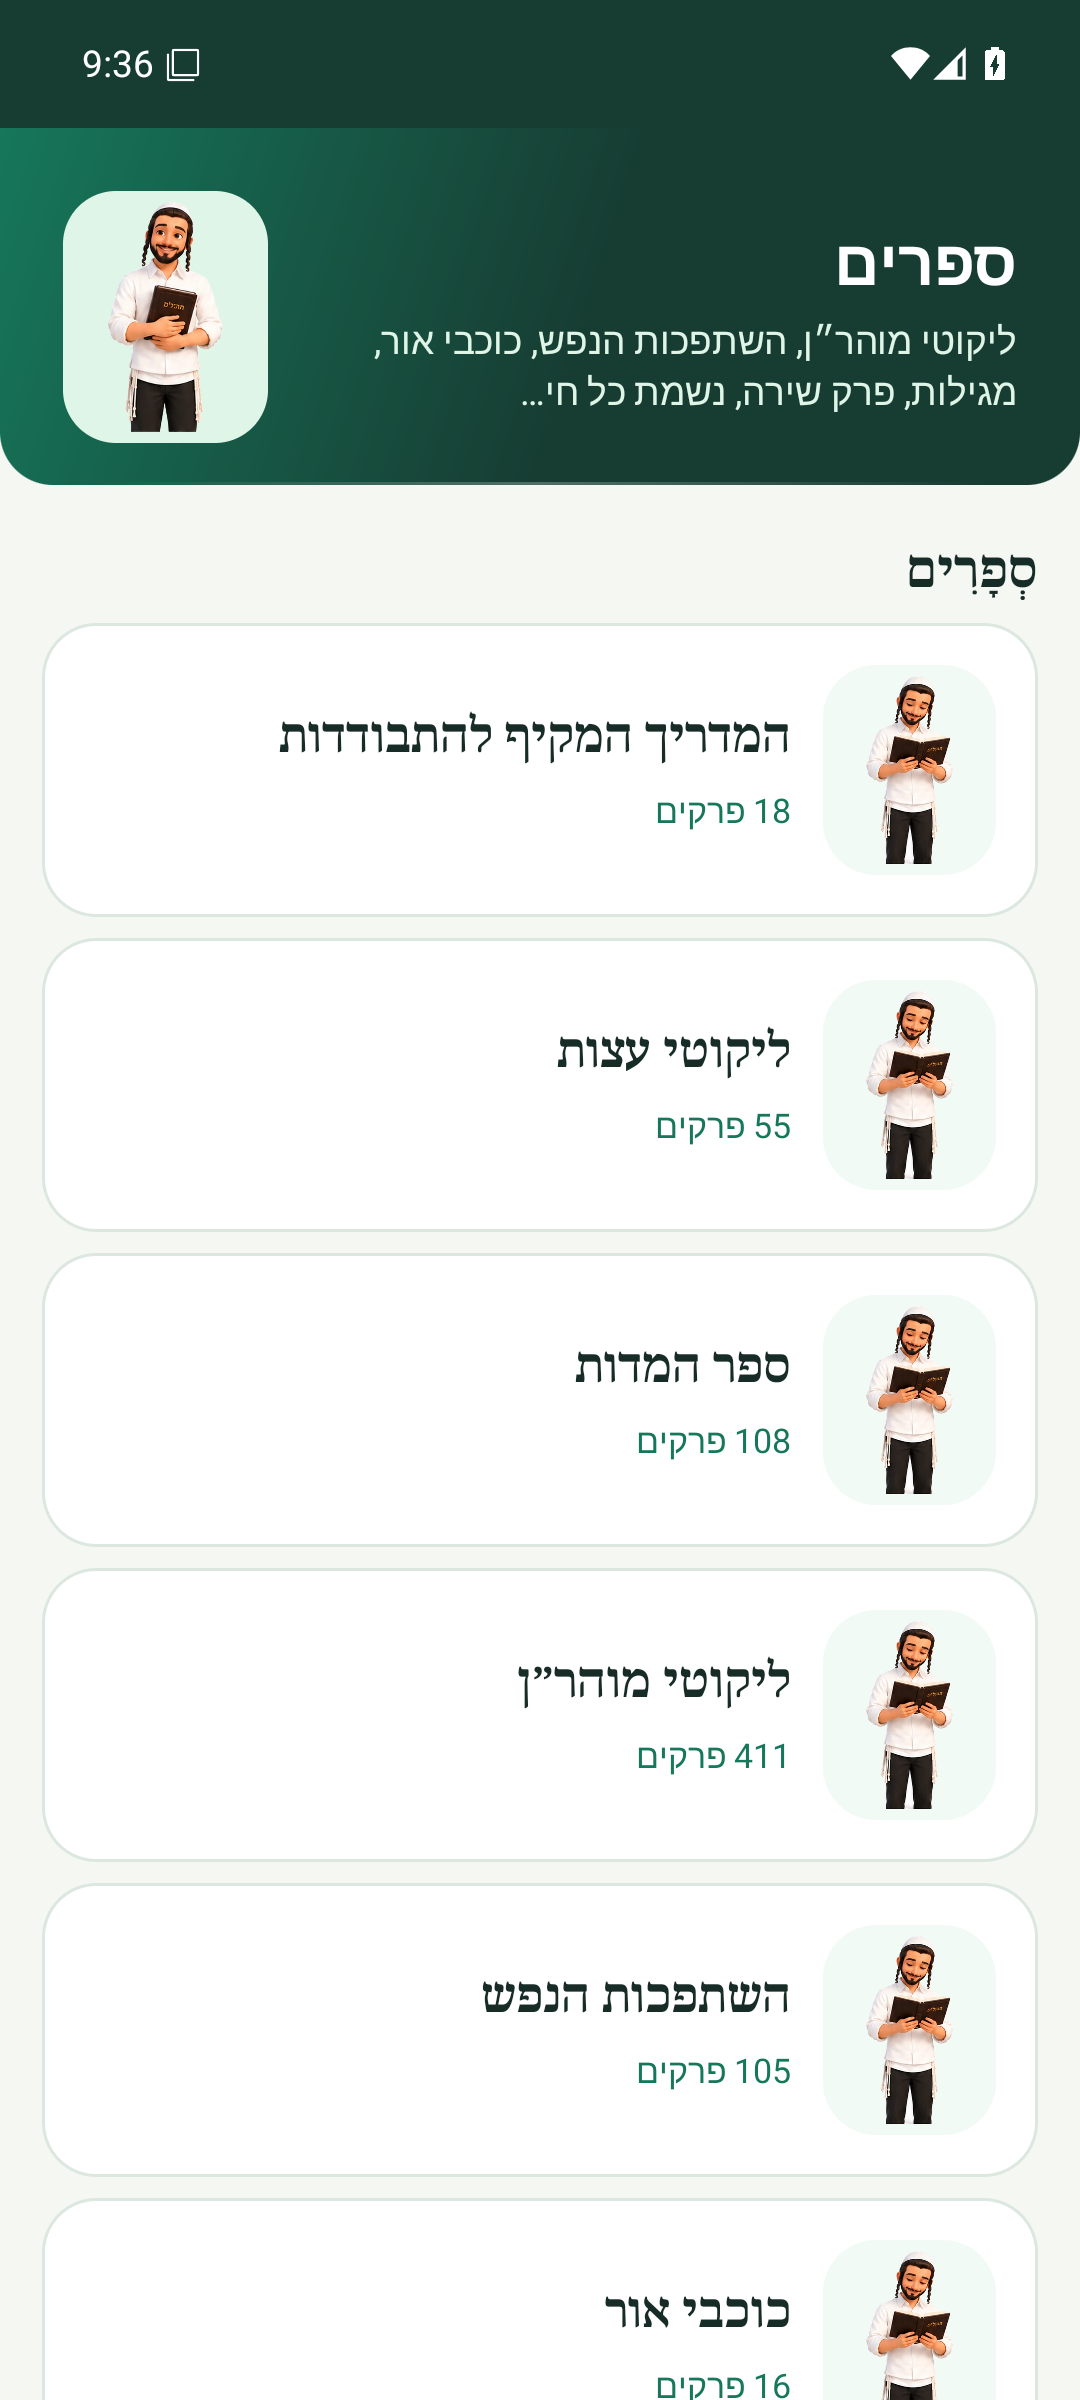 9:36
ספרים
ליקוטי מוהר״ן, השתפכות הנפש, כוכבי אור,
מגילות, פרק שירה, נשמת כל חי...
סְפָרִים
המדריך המקיף להתבודדות
18 פרקים
ליקוטי עצות
55 פרקים
ספר המדות
108 פרקים
ליקוטי מוהר״ן
411 פרקים
השתפכות הנפש
105 פרקים
כוכבי אור
16 פרקים